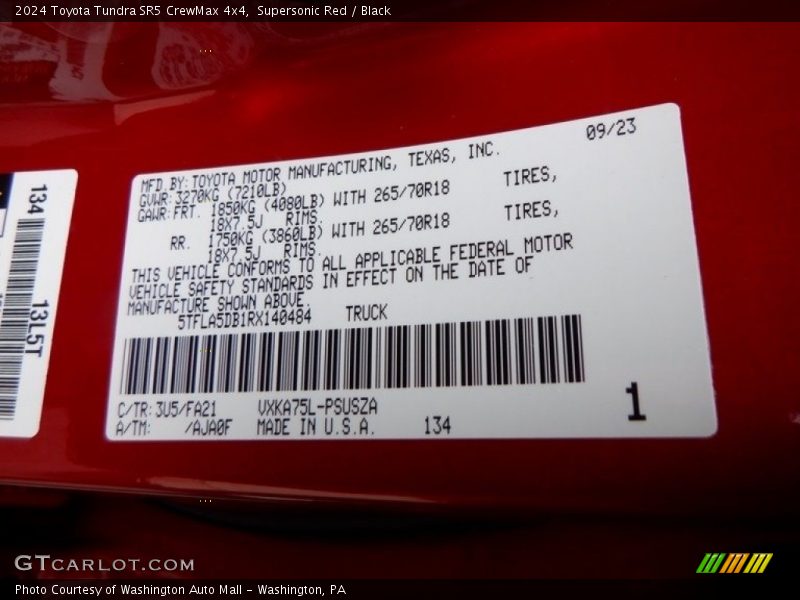 2024 Toyota Tundra SR5 CrewMax 4x4, Supersonic Red / Black
09/23
MFD.BY:TOYOTA MOTOR MANUFACTURING, TEXAS, INC.
GVWR:3270KG (7210LB)
GAWR:FRT. 1850KG (4080LB) WITH 265/70R18 TIRES,
18X7.5J RIMS.
RR. 1750KG (3860LB) WITH 265/70R18 TIRES,
18X7.5J RIMS.
THIS VEHICLE CONFORMS TO ALL APPLICABLE FEDERAL MOTOR
VEHICLE SAFETY STANDARDS IN EFFECT ON THE DATE OF
MANUFACTURE SHOWN ABOVE.
5TFLA5DB1RX140484 TRUCK
C/TR:3U5/FA21 VXKA75L-PSUSZA
A/TM: /AJA0F MADE IN U.S.A. 134
1
134
13L5T
GTCARLOT.COM
Photo Courtesy of Washington Auto Mall - Washington, PA